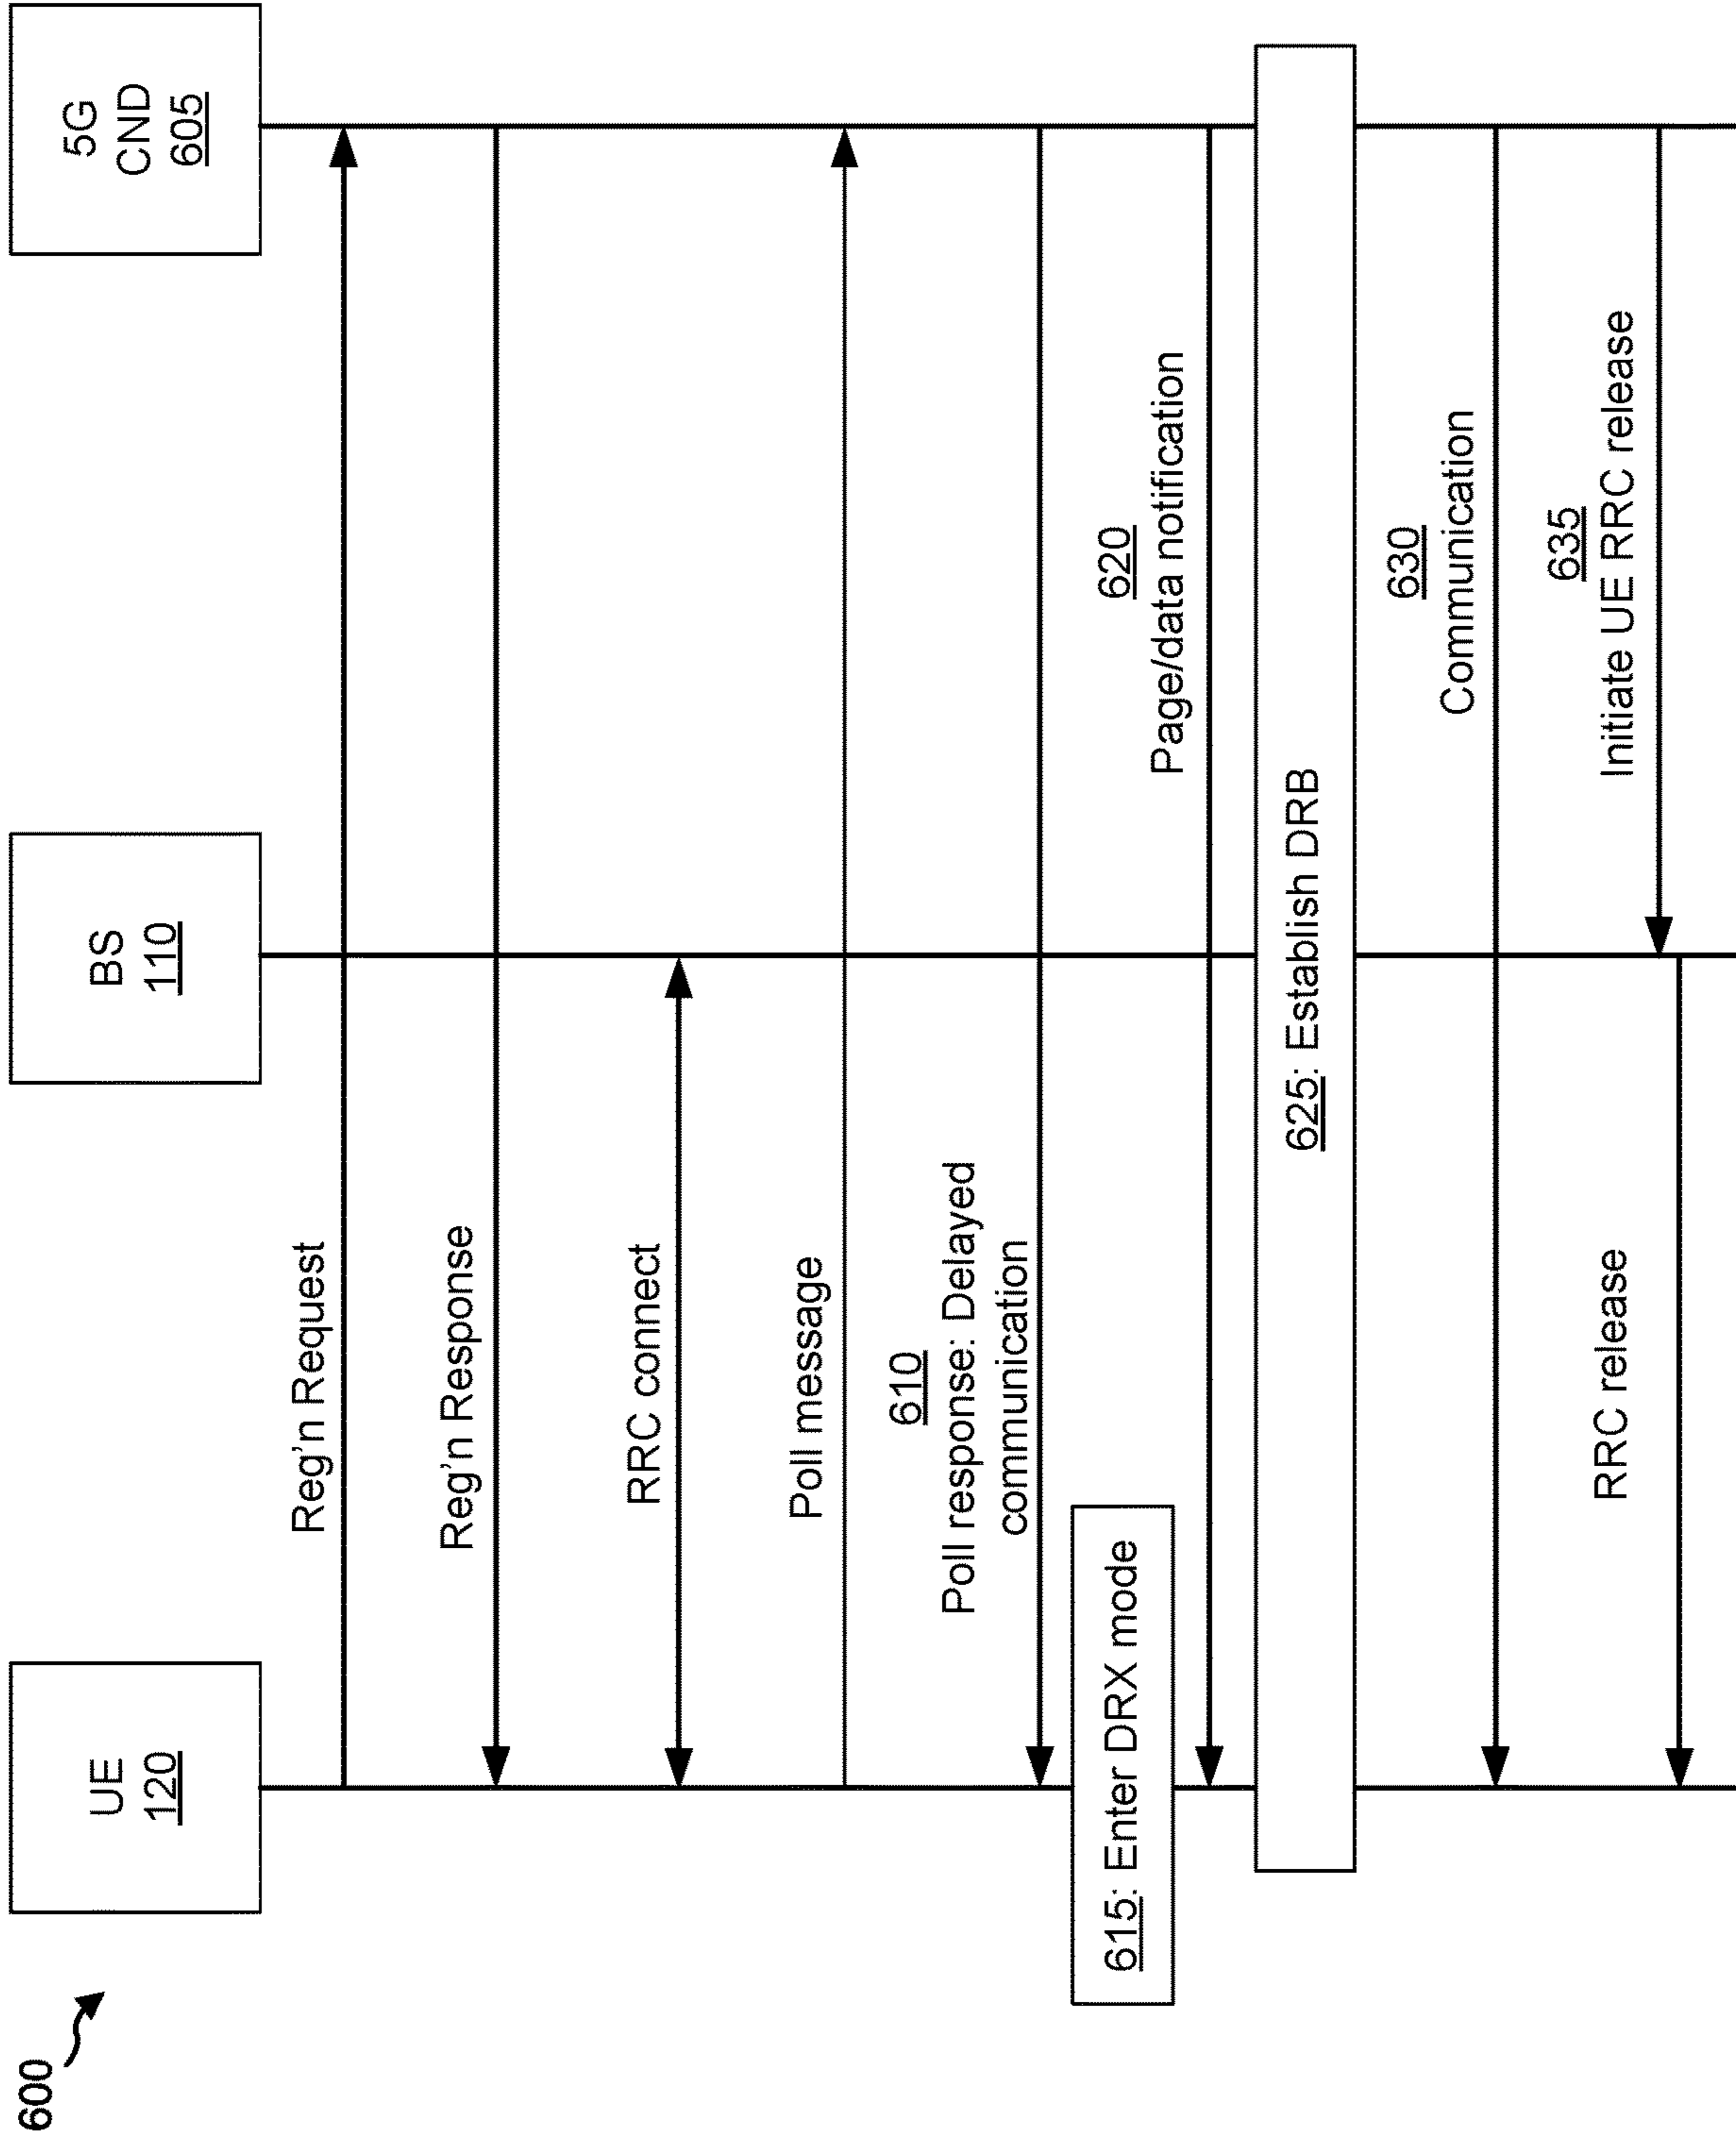 600
UE
120
BS
110
5G
CND
605
Reg'n Request
Reg'n Response
RRC connect
Poll message
610
Poll response: Delayed
communication
615: Enter DRX mode
620
Page/data notification
625: Establish DRB
630
Communication
635
Initiate UE RRC release
RRC release